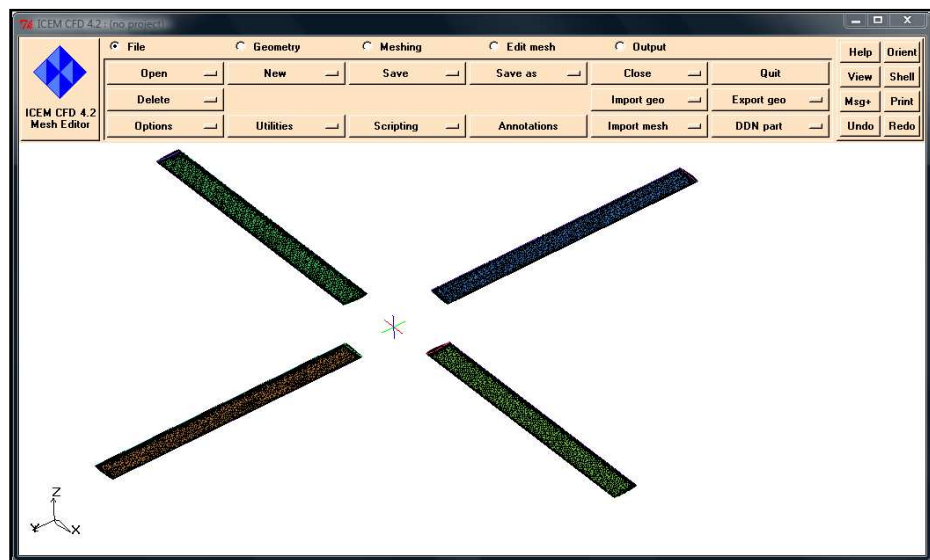 ICEM CFD 4.2 : (no project)
File Geometry Meshing Edit mesh Output
Help Orient
Open New Save Save as Close Quit
View Shell
Delete Import geo Export geo
Msg+ Print
ICEM CFD 4.2
Mesh Editor
Options Utilities Scripting Annotations Import mesh DDN part
Undo Redo
Z
Y
X